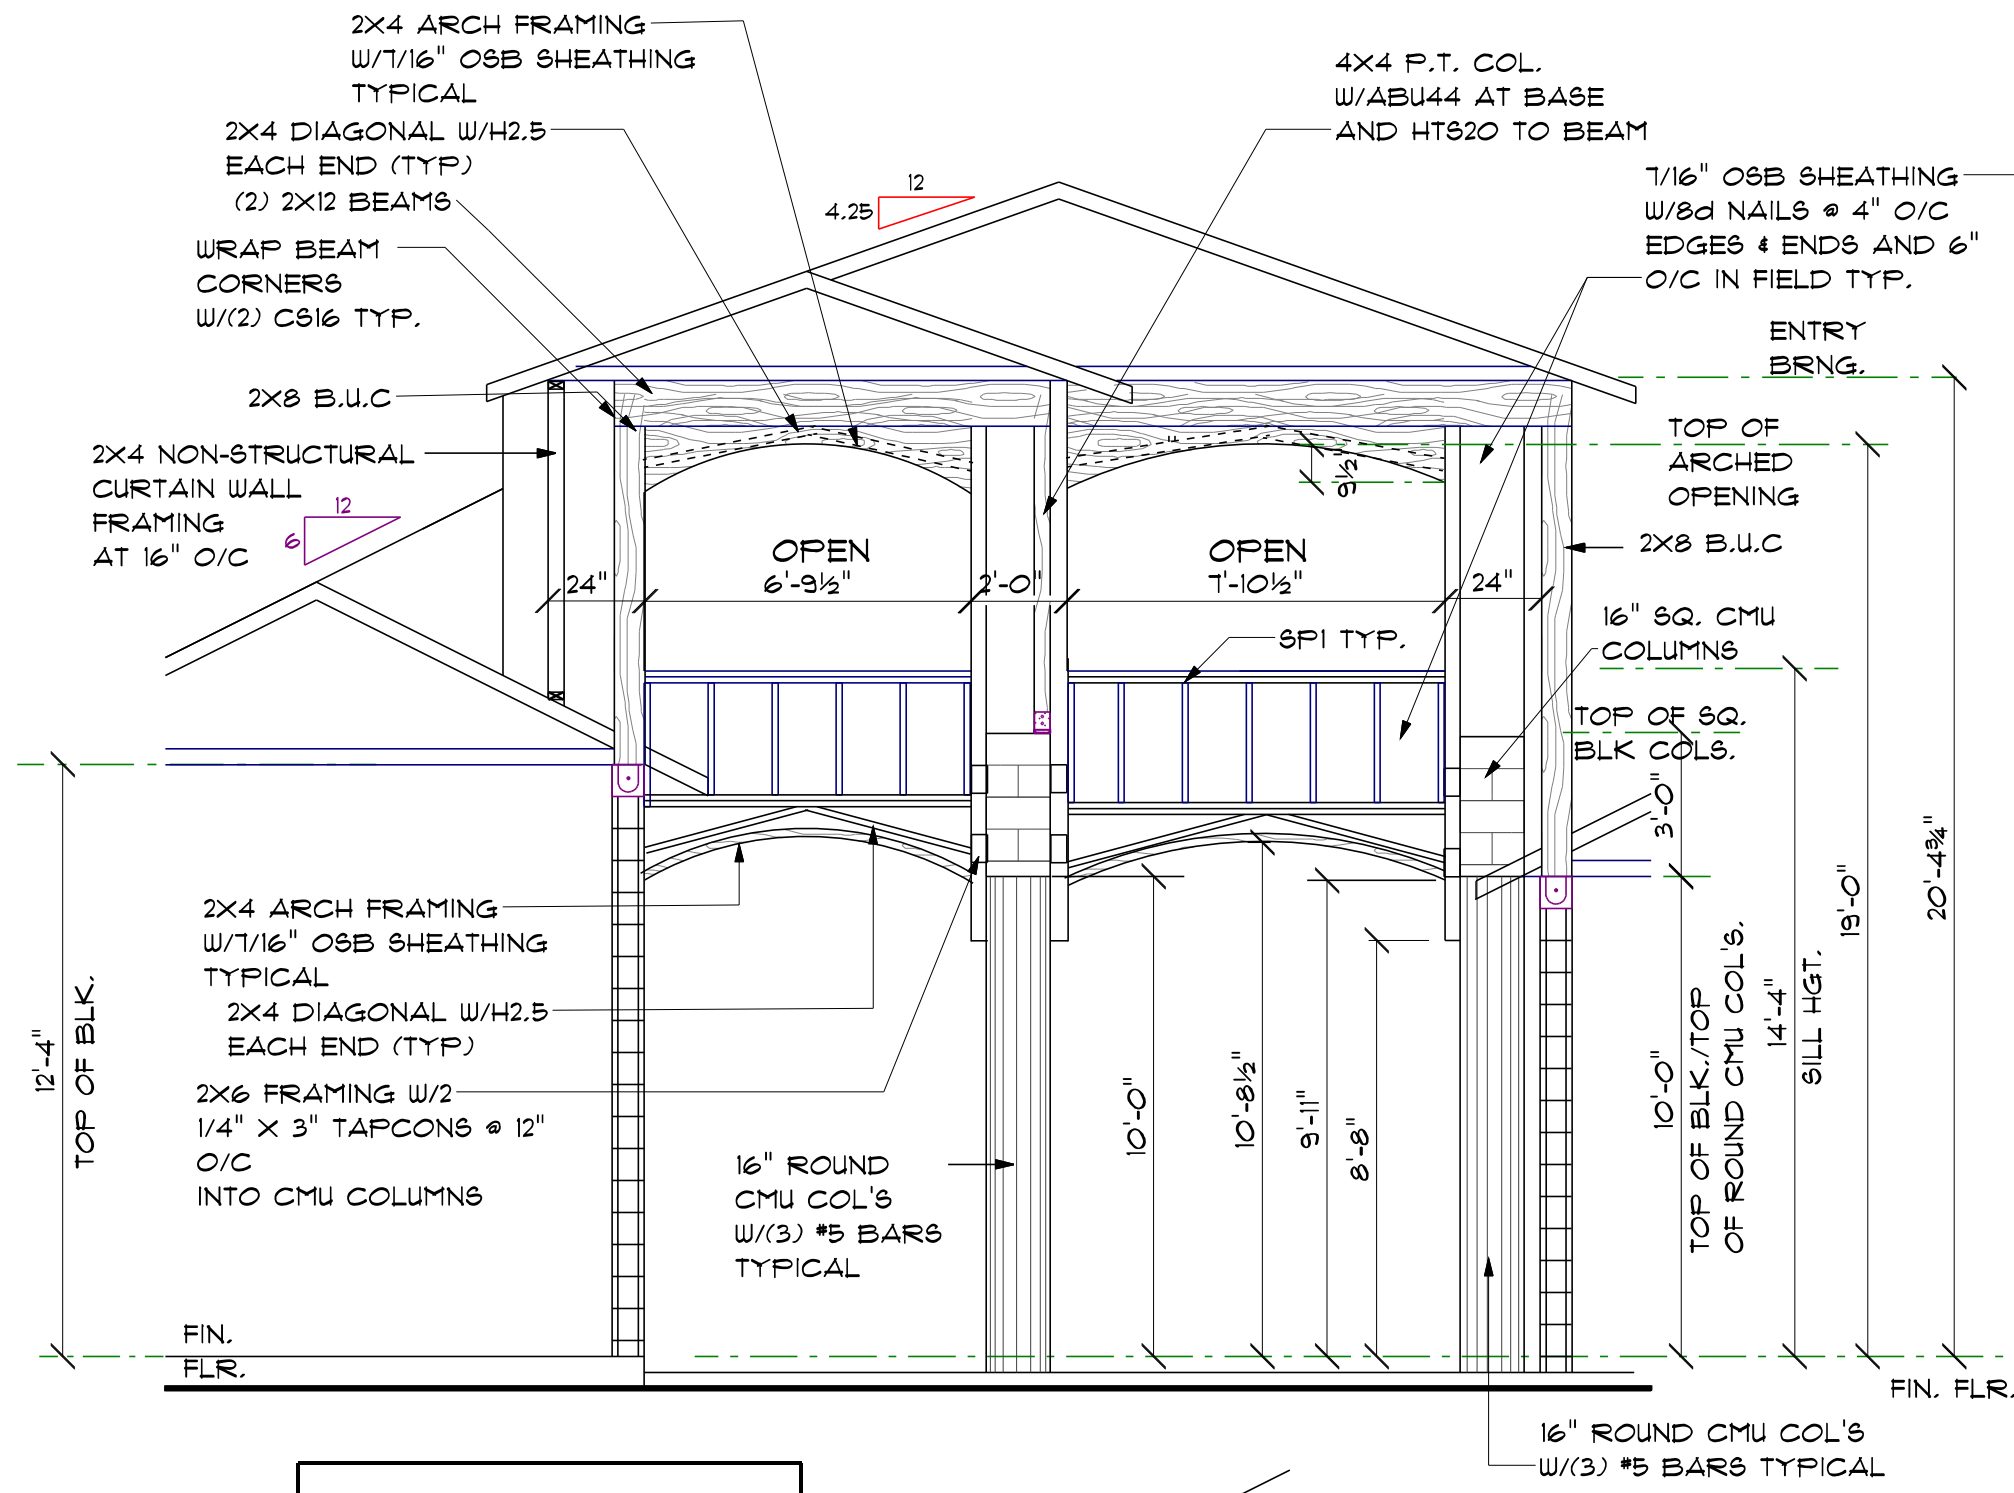 2X4 ARCH FRAMING
W/7/16" OSB SHEATHING
TYPICAL
2X4 DIAGONAL W/H2.5
EACH END (TYP)
(2) 2X12 BEAMS
WRAP BEAM
CORNERS
W/(2) CS16 TYP.
2X8 B.U.C
2X4 NON-STRUCTURAL
CURTAIN WALL
FRAMING
AT 16" O/C
12
6
12
4.25
4X4 P.T. COL.
W/ABU44 AT BASE
AND HTS20 TO BEAM
7/16" OSB SHEATHING
W/8d NAILS @ 4" O/C
EDGES & ENDS AND 6"
O/C IN FIELD TYP.
ENTRY
BRNG.
TOP OF
ARCHED
OPENING
2X8 B.U.C
9½"
OPEN
OPEN
24"
6'-9½"
2'-0"
7'-10½"
24"
16" SQ. CMU
COLUMNS
SP1 TYP.
TOP OF SQ.
BLK COLS.
3'-0"
20'-4¾"
19'-0"
14'-4"
SILL HGT.
10'-0"
TOP OF BLK./TOP
OF ROUND CMU COL'S.
12'-4"
TOP OF BLK.
2X4 ARCH FRAMING
W/7/16" OSB SHEATHING
TYPICAL
2X4 DIAGONAL W/H2.5
EACH END (TYP)
2X6 FRAMING W/2
1/4" X 3" TAPCONS @ 12"
O/C
INTO CMU COLUMNS
16" ROUND
CMU COL'S
W/(3) #5 BARS
TYPICAL
10'-0"
10'-8½"
9'-11"
8'-8"
FIN.
FLR.
FIN. FLR.
16" ROUND CMU COL'S
W/(3) #5 BARS TYPICAL